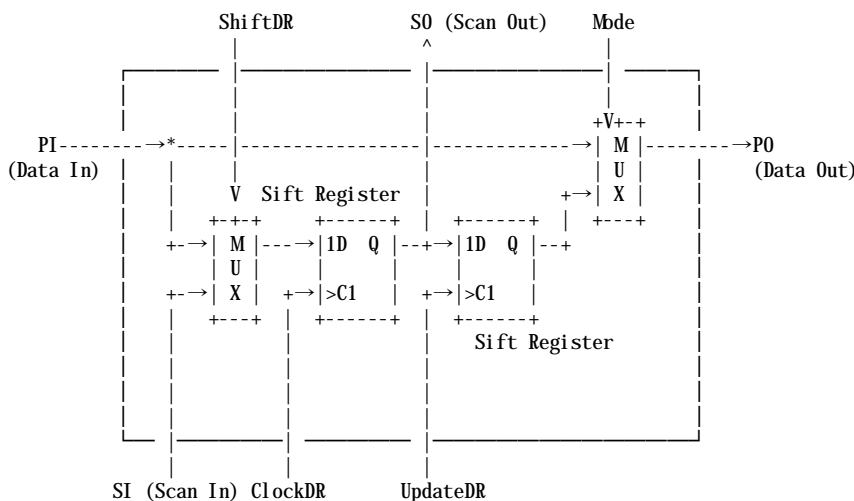 ShiftDR SO (Scan Out) Mode
PI * M PO
(Data In) U (Data Out)
V Sift Register X
M 1D Q 1D Q
U
X >C1 >C1
Sift Register
SI (Scan In) ClockDR UpdateDR